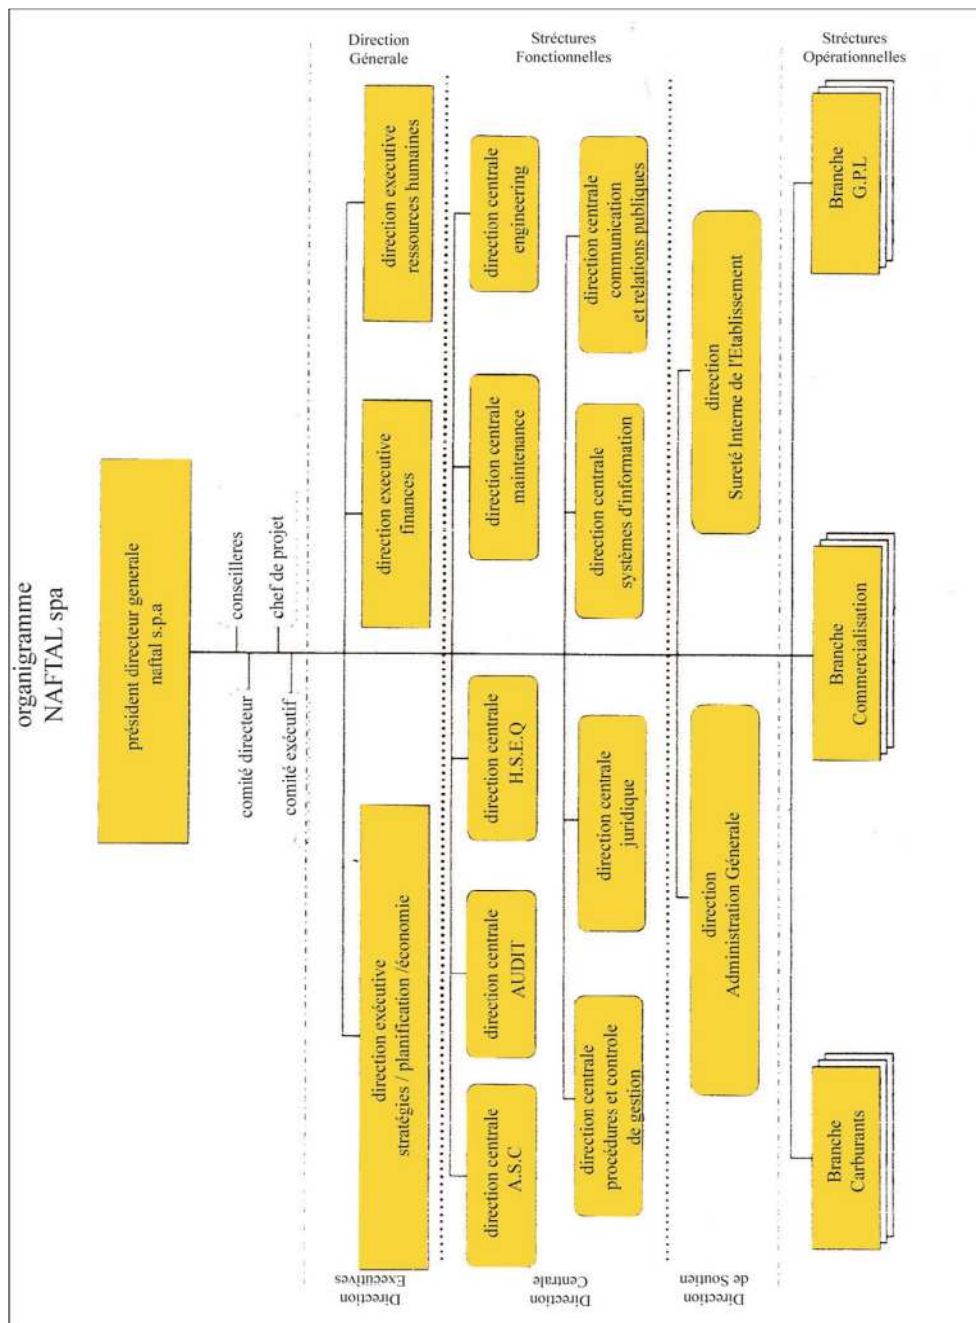 organigramme
NAFTAL spa
président directeur generale
naftal s.p.a
conseilleres
comité directeur
chef de projet
comité exécutif
Direction
Génerale
Direction
Executives
direction exécutive
stratégies / planification /économie
direction executive
finances
direction executive
ressources humaines
Stréctures
Fonctionnelles
Direction
Centrale
direction centrale
A.S.C
direction centrale
AUDIT
direction centrale
H.S.E.Q
direction centrale
maintenance
direction centrale
engineering
direction centrale
procédures et controle
de gestion
direction centrale
juridique
direction centrale
systèmes d'information
direction centrale
communication
et relations publiques
Direction
de Soutien
direction
Administration Génerale
direction
Sureté Interne de l'Etablissement
Stréctures
Opérationnelles
Branche
Carburants
Branche
Commercialisation
Branche
G.P.L